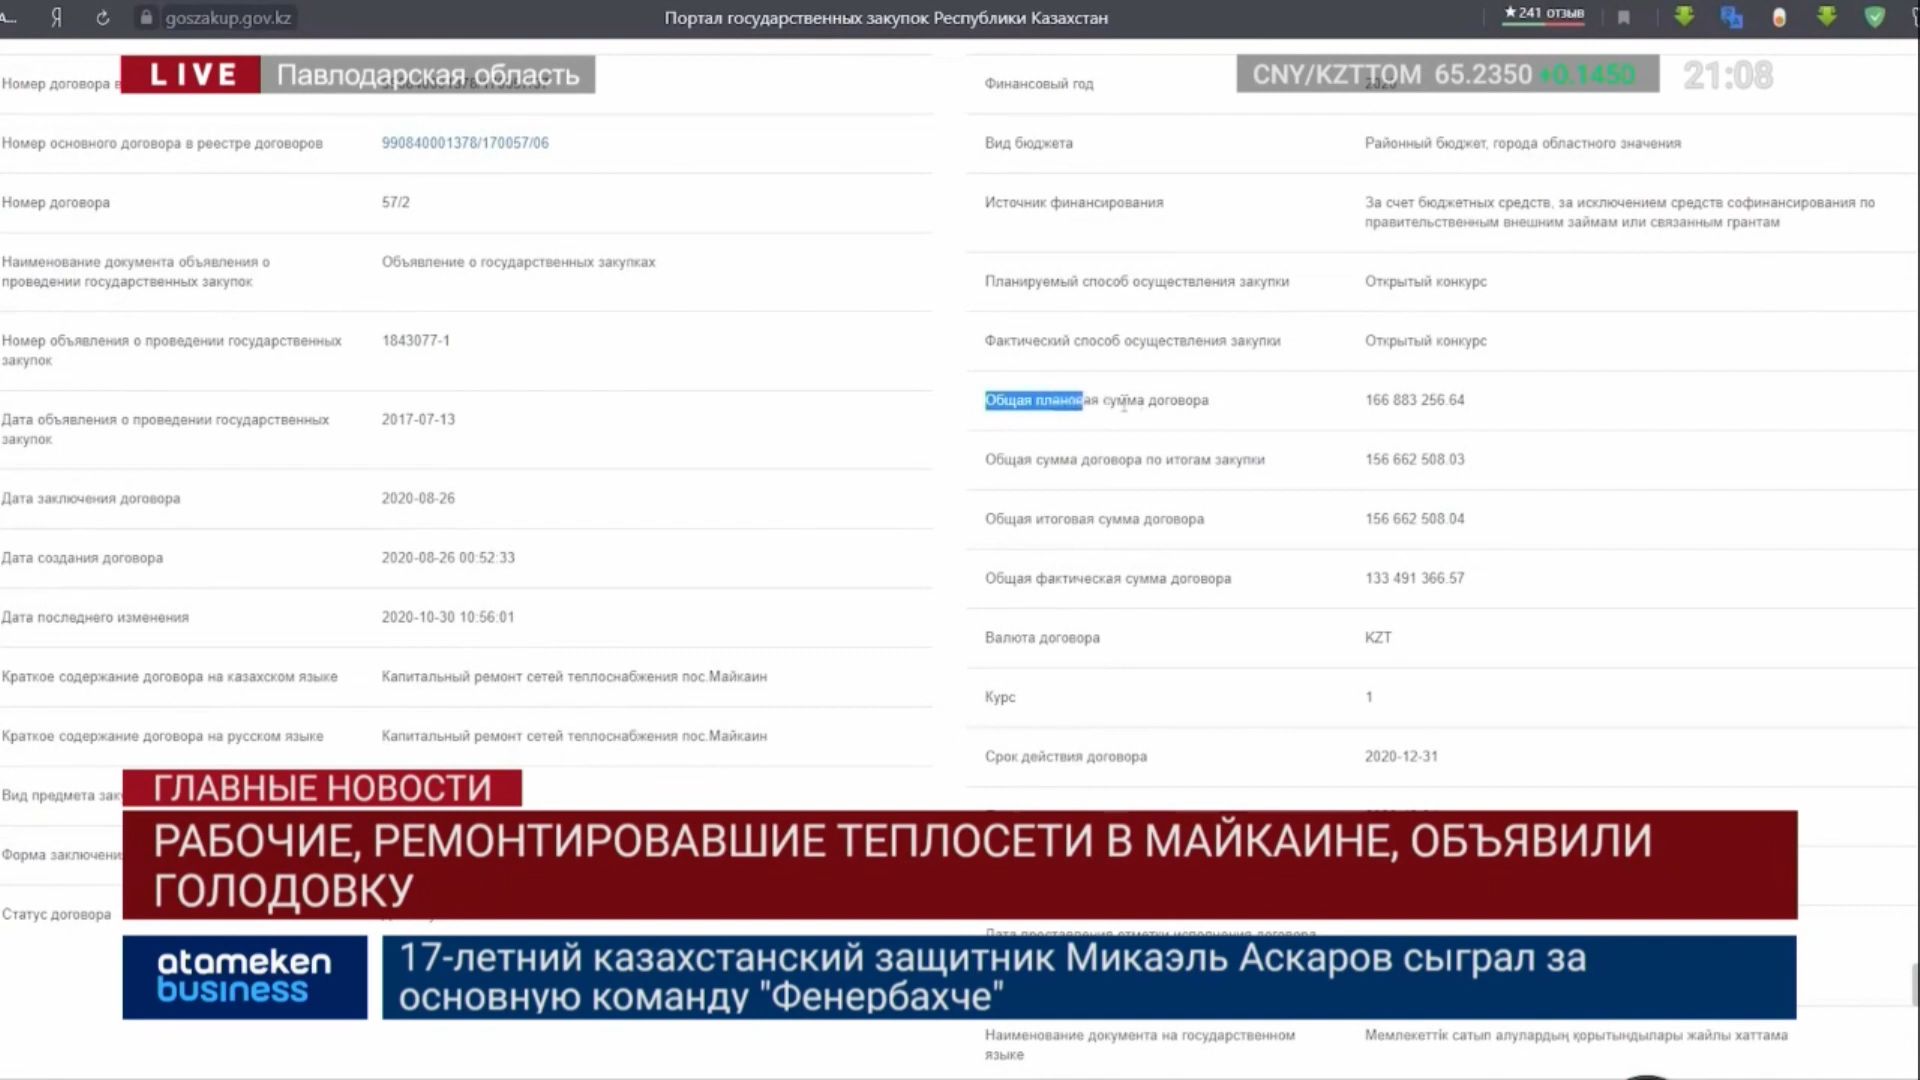 goszakup.gov.kz
Портал государственных закупок Республики Казахстан
★241 отзыв
LIVE
Павлодарская область
CNY/KZTTOM 65.2350 +0.1450
21:08
Номер договора в
Финансовый год
2020
Номер основного договора в реестре договоров
990840001378/170057/06
Вид бюджета
Районный бюджет, города областного значения
Номер договора
57/2
Источник финансирования
За счет бюджетных средств, за исключением средств софинансирования по
правительственным внешним займам или связанным грантам
Наименование документа объявления о
проведении государственных закупок
Объявление о государственных закупках
Планируемый способ осуществления закупки
Открытый конкурс
Номер объявления о проведении государственных
закупок
1843077-1
Фактический способ осуществления закупки
Открытый конкурс
Общая плановая сумма договора
166 883 256.64
Дата объявления о проведении государственных
закупок
2017-07-13
Общая сумма договора по итогам закупки
156 662 508.03
Дата заключения договора
2020-08-26
Общая итоговая сумма договора
156 662 508.04
Дата создания договора
2020-08-26 00:52:33
Общая фактическая сумма договора
133 491 366.57
Дата последнего изменения
2020-10-30 10:56:01
Валюта договора
KZT
Краткое содержание договора на казахском языке
Капитальный ремонт сетей теплоснабжения пос.Майкаин
Курс
1
Краткое содержание договора на русском языке
Капитальный ремонт сетей теплоснабжения пос.Майкаин
Срок действия договора
2020-12-31
Вид предмета
ГЛАВНЫЕ НОВОСТИ
РАБОЧИЕ, РЕМОНТИРОВАВШИЕ ТЕПЛОСЕТИ В МАЙКАИНЕ, ОБЪЯВИЛИ
ГОЛОДОВКУ
Форма
Статус договора
atameken
business
17-летний казахстанский защитник Микаэль Аскаров сыграл за
основную команду "Фенербахче"
Наименование документа на государственном
языке
Мемлекеттік сатып алулардың қорытындылары жайлы хаттама